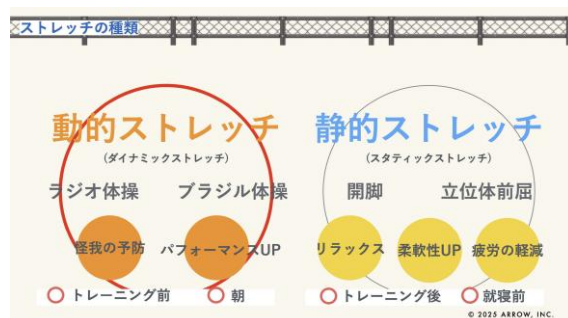 ストレッチの種類
動的ストレッチ
(ダイナミックストレッチ)
ラジオ体操 ブラジル体操
怪我の予防 パフォーマンスUP
トレーニング前 朝
静的ストレッチ
(スタティックストレッチ)
開脚 立位体前屈
リラックス 柔軟性UP 疲労の軽減
トレーニング後 就寝前
© 2025 ARROW, INC.